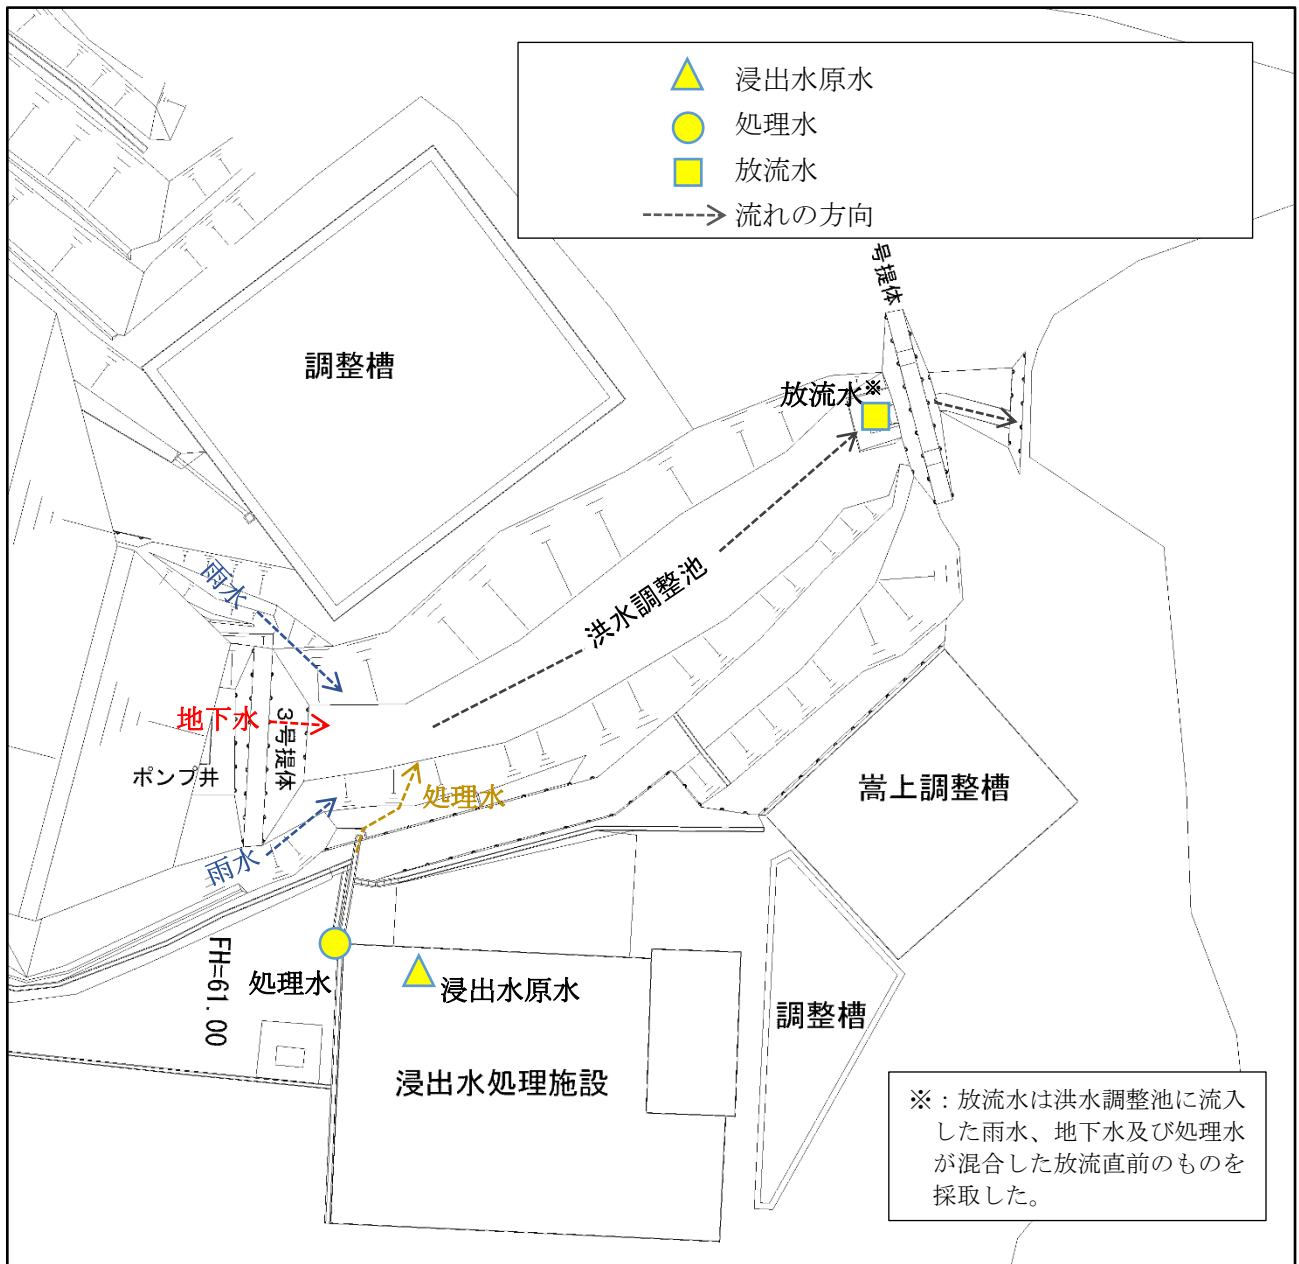 浸出水原水
処理水
放流水
流れの方向
号提体
調整槽
放流水※
雨水
洪水調整池
地下水
3号提体
ポンプ井
処理水
嵩上調整槽
雨水
FH=61.00
処理水
浸出水原水
調整槽
浸出水処理施設
※：放流水は洪水調整池に流入
した雨水、地下水及び処理水
が混合した放流直前のものを
採取した。